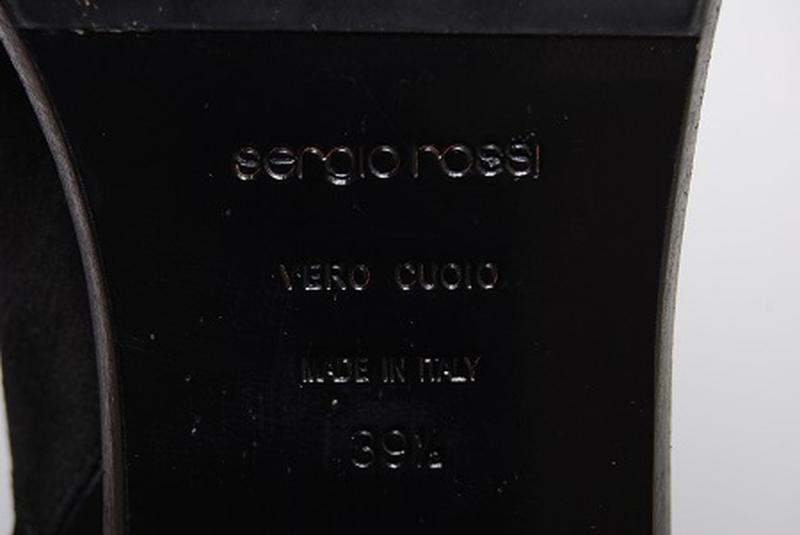 sergio rossi
VERO CUOIO
MADE IN ITALY
39½